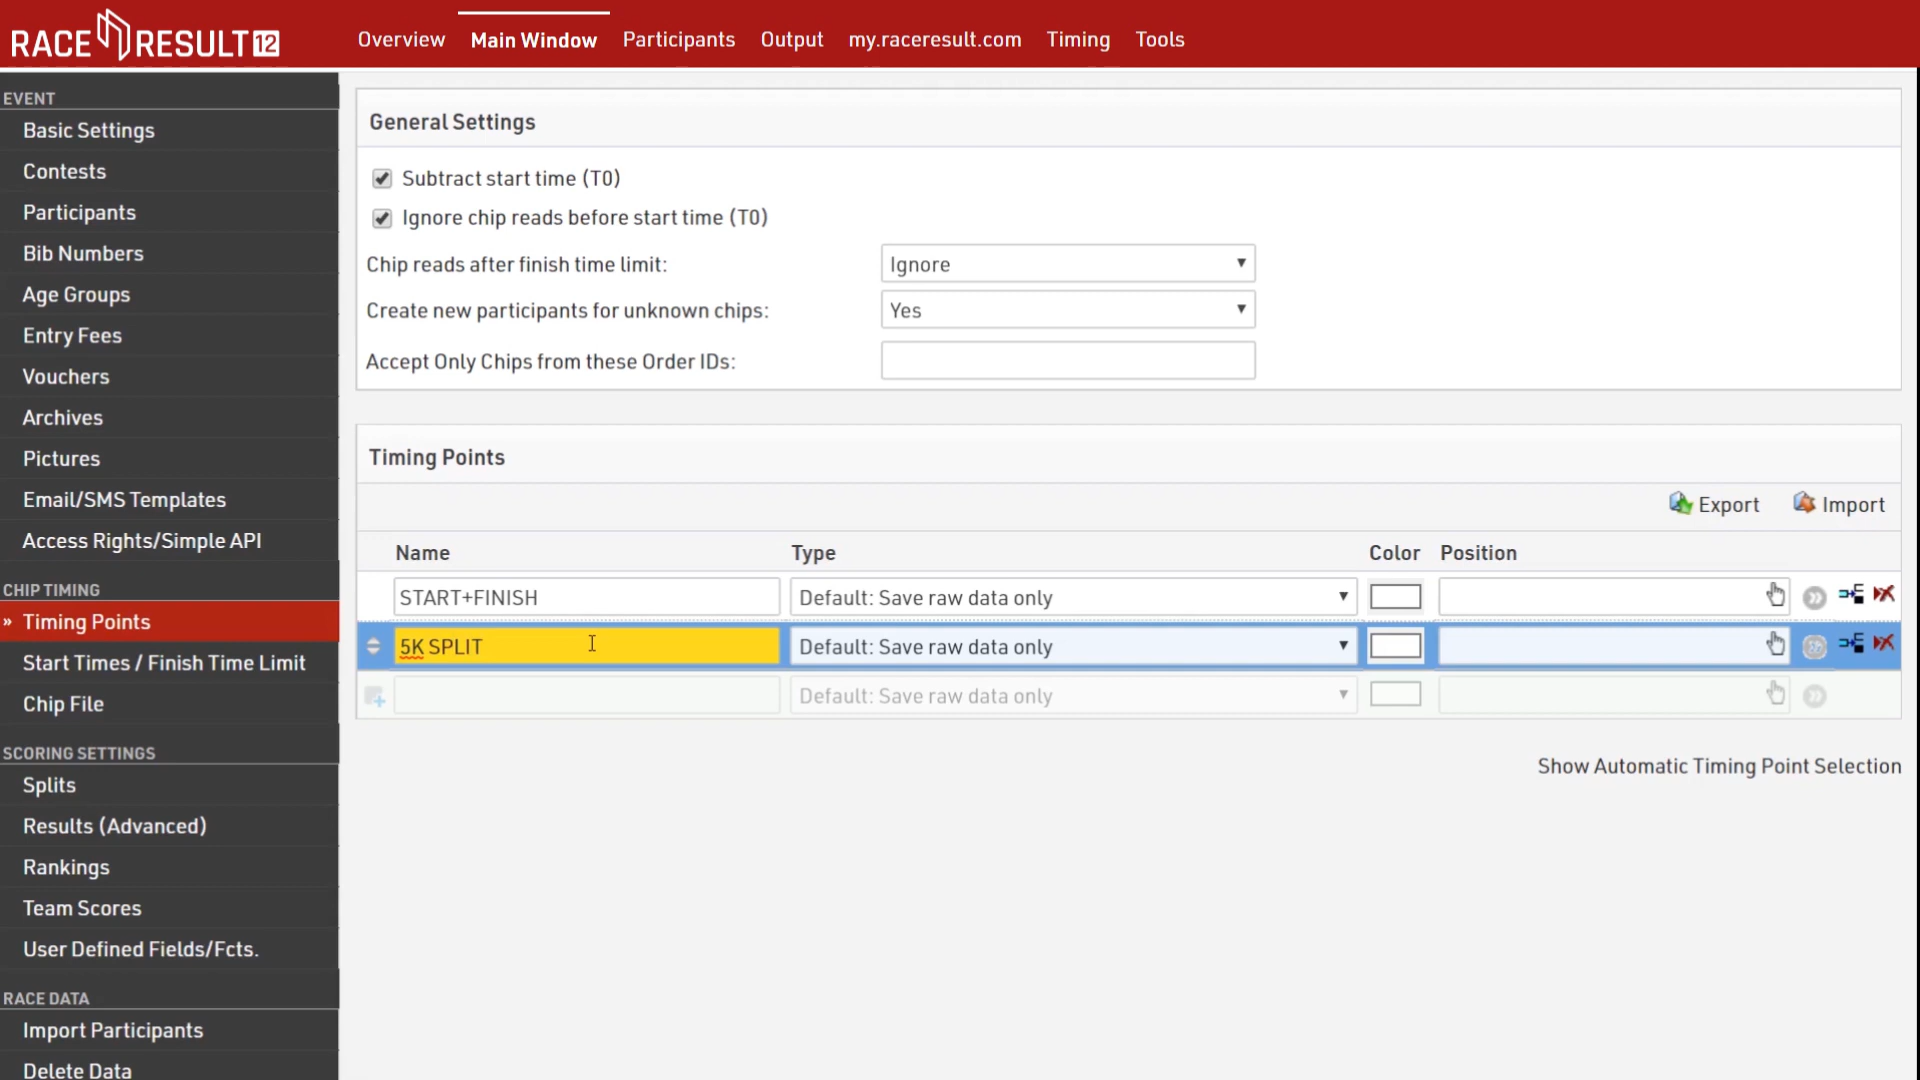 RACE RESULT 12
Overview Main Window Participants Output my.raceresult.com Timing Tools
EVENT
Basic Settings
Contests
Participants
Bib Numbers
Age Groups
Entry Fees
Vouchers
Archives
Pictures
Email/SMS Templates
Access Rights/Simple API
CHIP TIMING
» Timing Points
Start Times / Finish Time Limit
Chip File
SCORING SETTINGS
Splits
Results (Advanced)
Rankings
Team Scores
User Defined Fields/Fcts.
RACE DATA
Import Participants
Delete Data
General Settings
Subtract start time (T0)
Ignore chip reads before start time (T0)
Chip reads after finish time limit: Ignore
Create new participants for unknown chips: Yes
Accept Only Chips from these Order IDs:
Timing Points
Export Import
Name Type Color Position
START+FINISH Default: Save raw data only
5K SPLIT Default: Save raw data only
Default: Save raw data only
Show Automatic Timing Point Selection